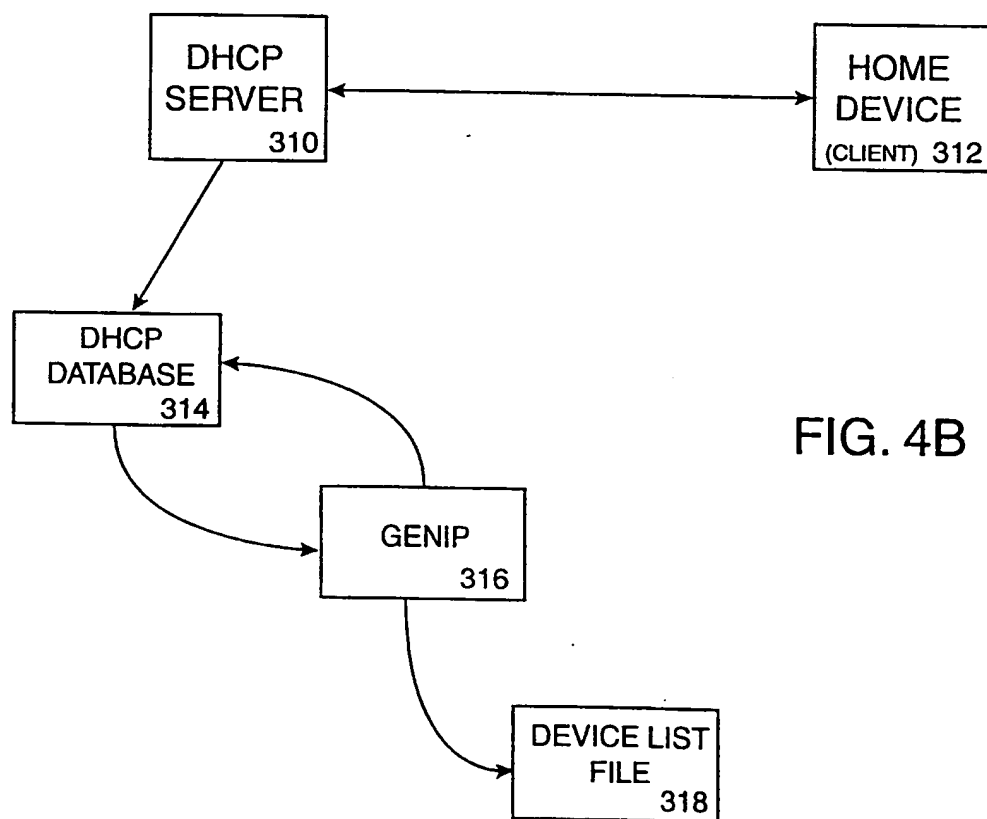 DHCP
SERVER
310
HOME
DEVICE
(CLIENT) 312
DHCP
DATABASE
314
FIG. 4B
GENIP
316
DEVICE LIST
FILE
318